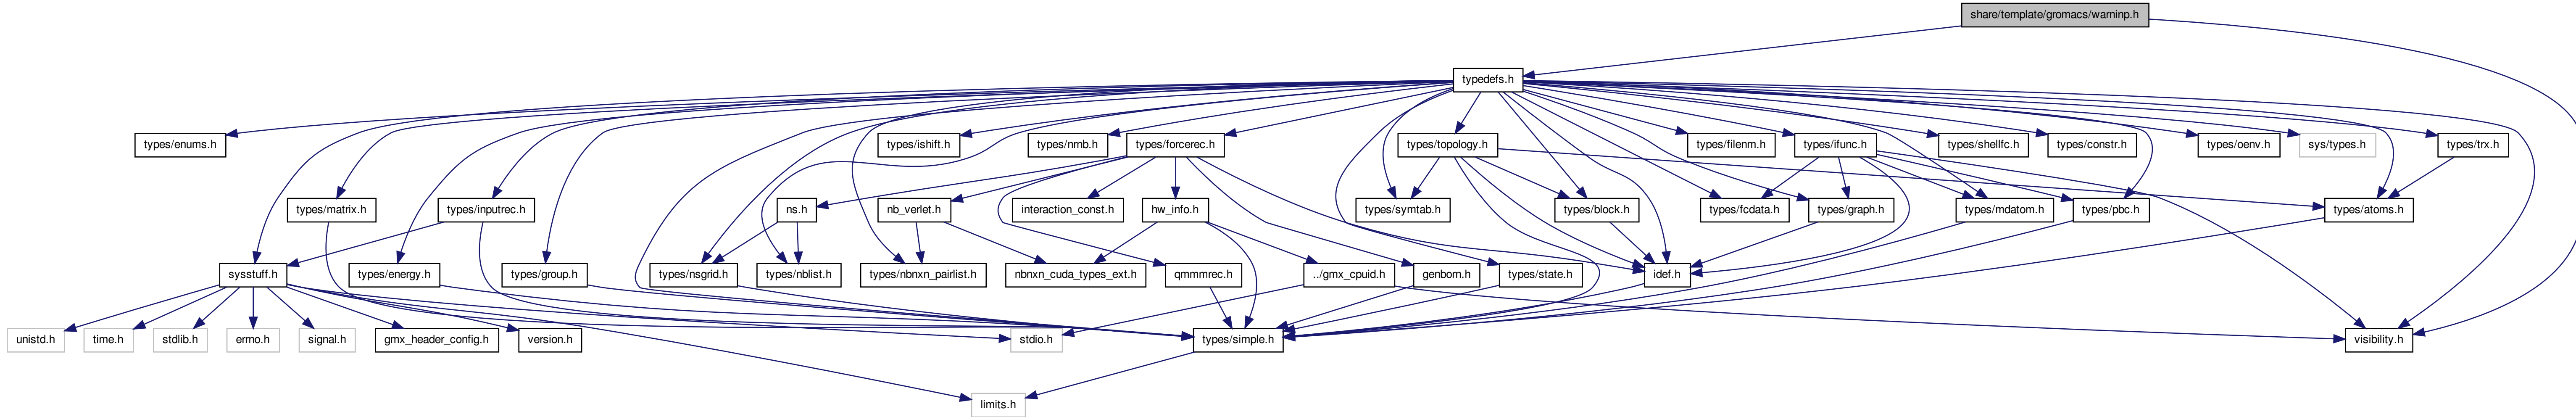 share/template/gromacs/warninp.h
typedefs.h
types/enums.h
types/ishift.h
types/nrnb.h
types/forcerec.h
types/topology.h
types/filenm.h
types/ifunc.h
types/shellfc.h
types/constr.h
types/oenv.h
sys/types.h
types/trx.h
types/matrix.h
types/inputrec.h
ns.h
nb_verlet.h
interaction_const.h
hw_info.h
types/symtab.h
types/block.h
types/fcdata.h
types/graph.h
types/mdatom.h
types/pbc.h
types/atoms.h
sysstuff.h
types/energy.h
types/group.h
types/nsgrid.h
types/nblist.h
types/nbnxn_pairlist.h
nbnxn_cuda_types_ext.h
qmmmrec.h
../gmx_cpuid.h
genborn.h
types/state.h
idef.h
unistd.h
time.h
stdlib.h
errno.h
signal.h
gmx_header_config.h
version.h
stdio.h
types/simple.h
visibility.h
limits.h